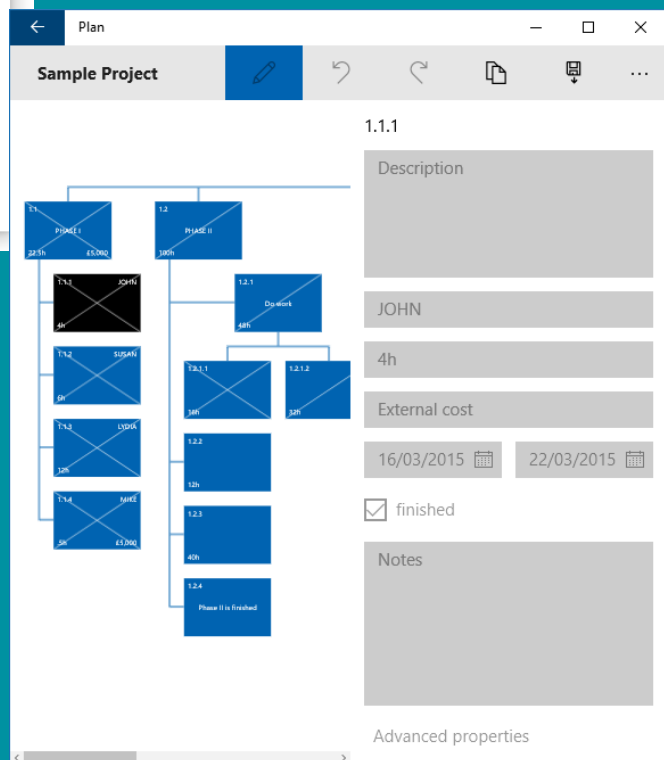 Plan
Sample Project
1.1
PHASE I
22.5h £5,000
1.2
PHASE II
100h
1.1.1 JOHN
4h
1.2.1
Do work
48h
1.1.2 SUSAN
6h
1.2.1.1
16h
1.2.1.2
32h
1.1.3 LYDIA
12h
1.2.2
12h
1.1.4 MIKE
.5h £5,000
1.2.3
40h
1.2.4
Phase II is finished
1.1.1
Description
JOHN
4h
External cost
16/03/2015 22/03/2015
finished
Notes
Advanced properties